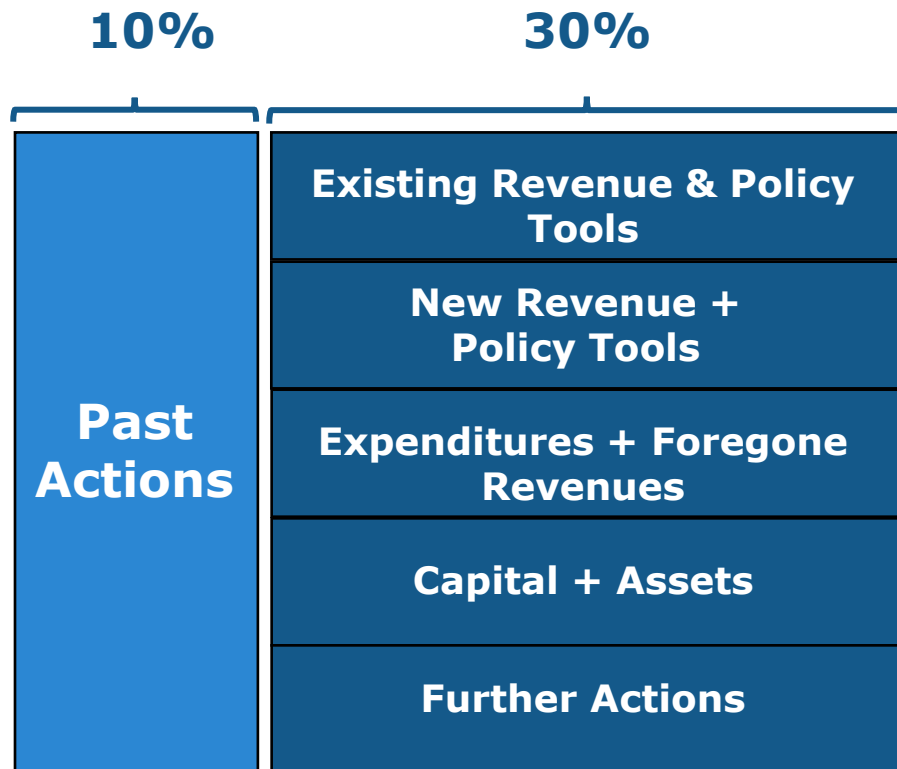 10%
30%
Past
Actions
Existing Revenue & Policy
Tools
New Revenue +
Policy Tools
Expenditures + Foregone
Revenues
Capital + Assets
Further Actions